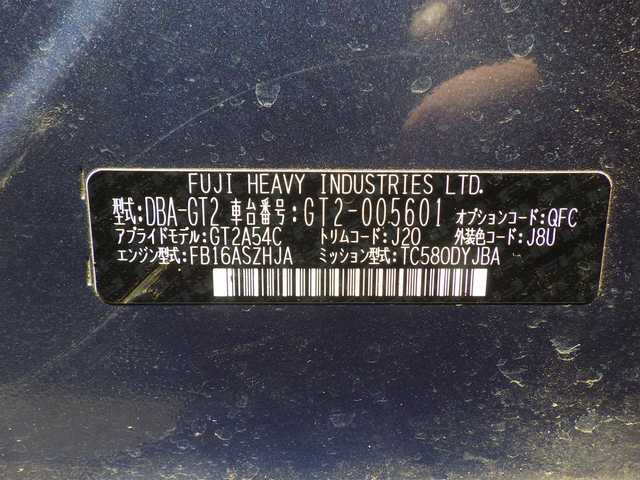 FUJI HEAVY INDUSTRIES LTD.
型式:DBA-GT2 車台番号:GT2-005601 オプションコード:QFC
アプライドモデル:GT2A54C トリムコード:J20 外装色コード:J8U
エンジン型式:FB16ASZHJA ミッション型式:TC580DYJBA